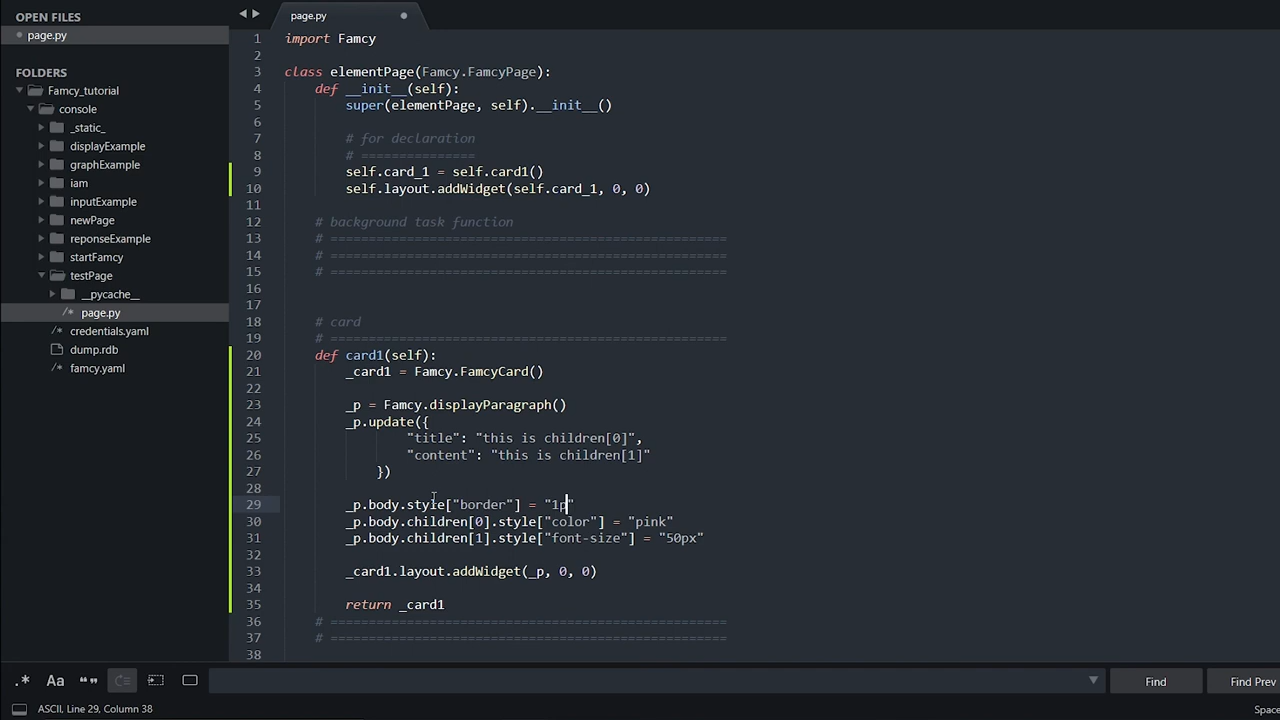 OPEN FILES
page.py
FOLDERS
Famcy_tutorial
console
_static_
displayExample
graphExample
iam
inputExample
newPage
reponseExample
startFamcy
testPage
__pycache__
/* page.py
/* credentials.yaml
dump.rdb
/* famcy.yaml
page.py
1 import Famcy
2
3 class elementPage(Famcy.FamcyPage):
4 def __init__(self):
5 super(elementPage, self).__init__()
6
7 # for declaration
8 # ===============
9 self.card_1 = self.card1()
10 self.layout.addWidget(self.card_1, 0, 0)
11
12 # background task function
13 # ====================================================
14 # ====================================================
15 # ====================================================
16
17
18 # card
19 # ====================================================
20 def card1(self):
21 _card1 = Famcy.FamcyCard()
22
23 _p = Famcy.displayParagraph()
24 _p.update({
25 "title": "this is children[0]",
26 "content": "this is children[1]"
27 })
28
29 _p.body.style["border"] = "1p"
30 _p.body.children[0].style["color"] = "pink"
31 _p.body.children[1].style["font-size"] = "50px"
32
33 _card1.layout.addWidget(_p, 0, 0)
34
35 return _card1
36 # ====================================================
37 # ====================================================
38
.* Aa “” Find Find Prev
ASCII, Line 29, Column 38 Space